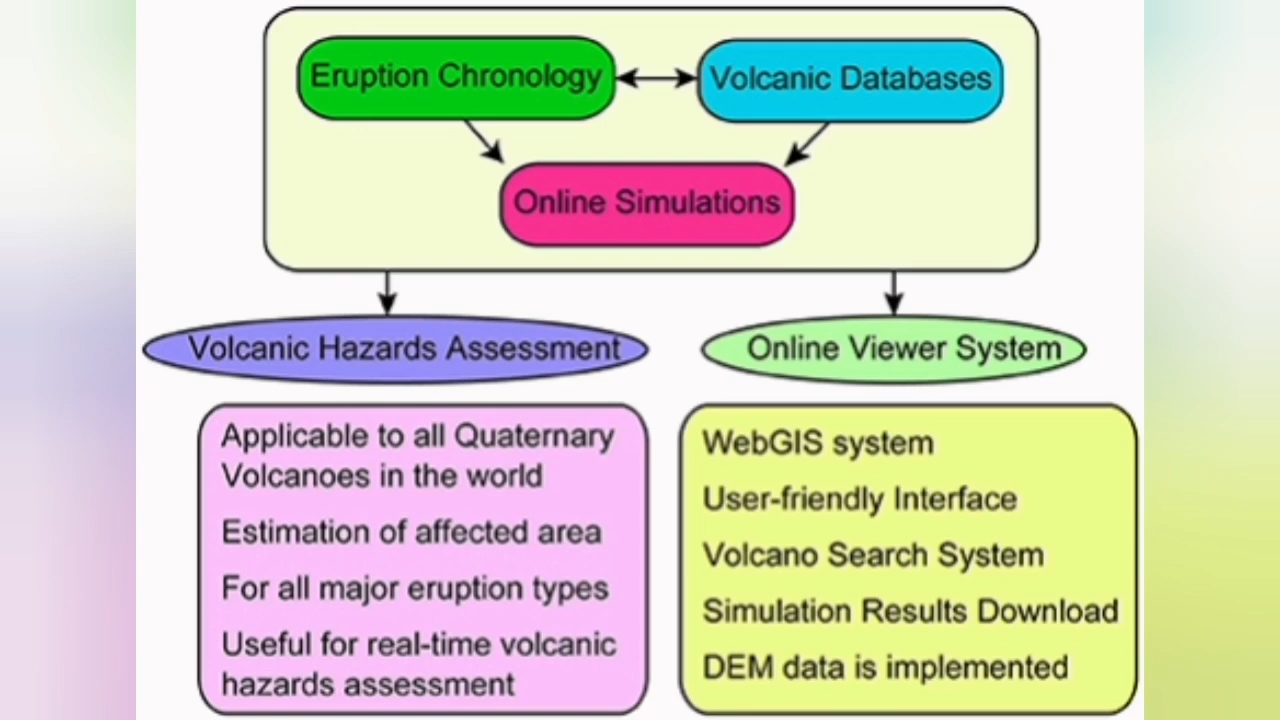 Eruption Chronology
Volcanic Databases
Online Simulations
Volcanic Hazards Assessment
Online Viewer System
Applicable to all Quaternary
Volcanoes in the world
Estimation of affected area
For all major eruption types
Useful for real-time volcanic
hazards assessment
WebGIS system
User-friendly Interface
Volcano Search System
Simulation Results Download
DEM data is implemented